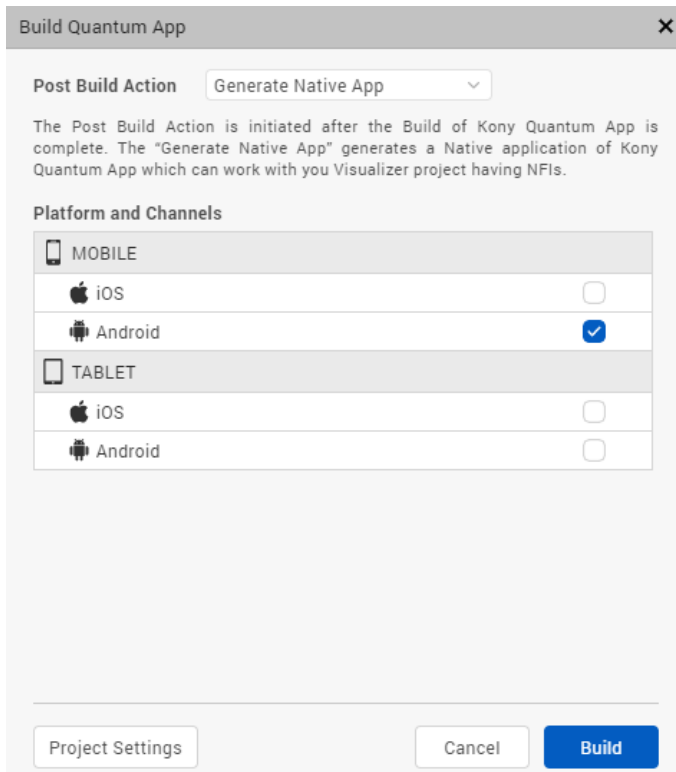 Build Quantum App
Post Build Action
Generate Native App
The Post Build Action is initiated after the Build of Kony Quantum App is
complete. The “Generate Native App” generates a Native application of Kony
Quantum App which can work with you Visualizer project having NFIs.
Platform and Channels
MOBILE
iOS
Android
TABLET
iOS
Android
Project Settings
Cancel
Build